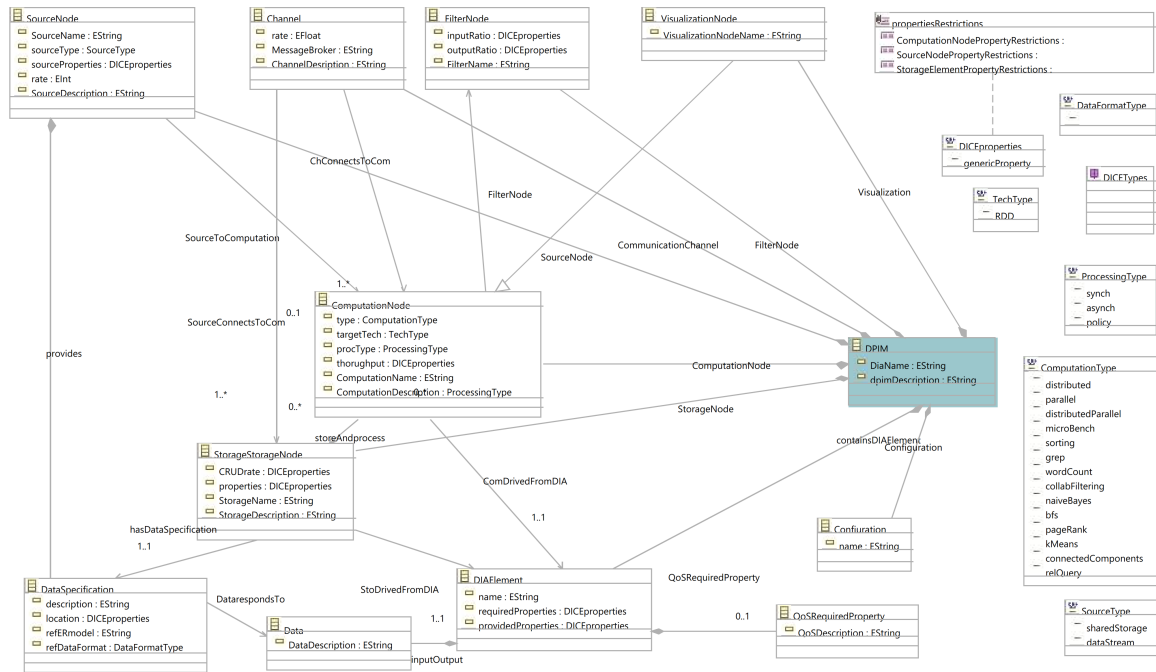 SourceNode
SourceName : EString
sourceType : SourceType
sourceProperties : DICEproperties
rate : EInt
SourceDescription : EString
Channel
rate : EFloat
MessageBroker : EString
ChannelDesription : EString
FilterNode
inputRatio : DICEproperties
outputRatio : DICEproperties
FilterName : EString
VisualizationNode
VisualizationNodeName : EString
propertiesRestrictions
ComputationNodePropertyRestrictions :
SourceNodePropertyRestrictions :
StorageElementPropertyRestrictions :
DataFormatType
DICEproperties
genericProperty
DICETypes
TechType
RDD
ChConnectsToCom
FilterNode
Visualization
SourceToComputation
CommunicationChannel
FilterNode
SourceNode
1..*
0..1
SourceConnectsToCom
ComputationNode
type : ComputationType
targetTech : TechType
procType : ProcessingType
thorughput : DICEproperties
ComputationName : EString
ComputationDescription : ProcessingType
0..*
ProcessingType
synch
asynch
policy
provides
DPIM
DiaName : EString
dpimDescription : EString
ComputationNode
ComputationType
distributed
parallel
distributedParallel
microBench
sorting
grep
wordCount
collabFiltering
naiveBayes
bfs
pageRank
kMeans
connectedComponents
relQuery
1..*
0..*
StorageNode
storeAndprocess
containsDIAElement
Configuration
StorageStorageNode
CRUDrate : DICEproperties
properties : DICEproperties
StorageName : EString
StorageDescription : EString
ComDrivedFromDIA
1..1
hasDataSpecification
1..1
Confiuration
name : EString
DataSpecification
description : EString
location : DICEproperties
refERmodel : EString
refDataFormat : DataFormatType
DatarespondsTo
StoDrivedFromDIA
1..1
DIAElement
name : EString
requiredProperties : DICEproperties
providedProperties : DICEproperties
QoSRequiredProperty
0..1
QoSRequiredProperty
QoSDescription : EString
SourceType
sharedStorage
dataStream
Data
DataDescription : EString
inputOutput